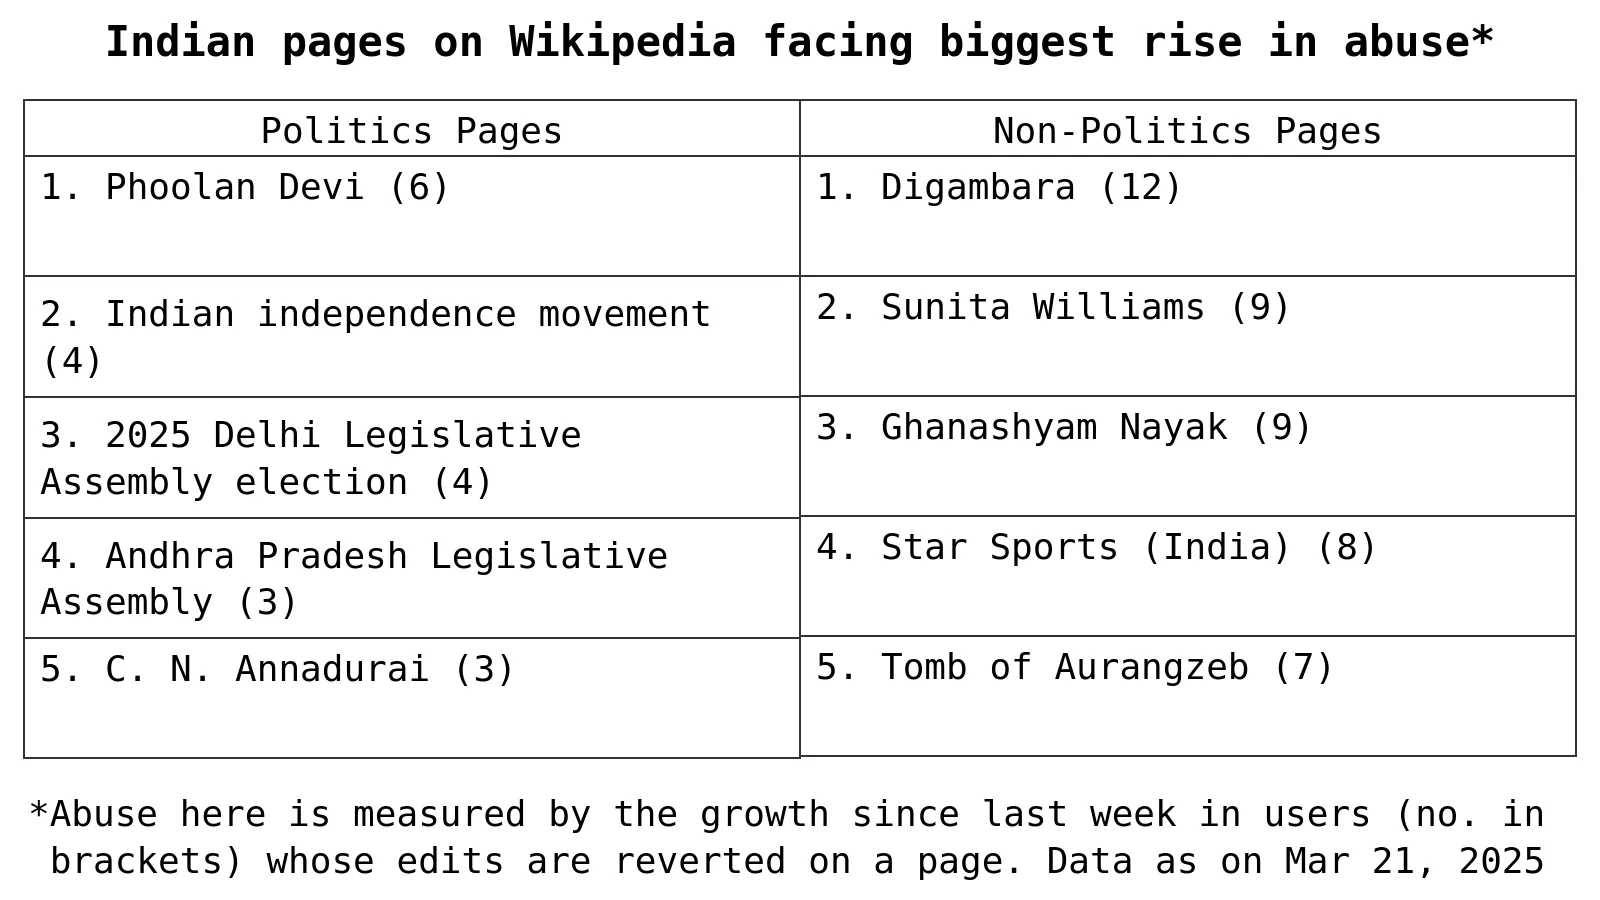 Indian pages on Wikipedia facing biggest rise in abuse*
Politics Pages
1. Phoolan Devi (6)
2. Indian independence movement
(4)
3. 2025 Delhi Legislative
Assembly election (4)
4. Andhra Pradesh Legislative
Assembly (3)
5. C. N. Annadurai (3)
Non-Politics Pages
1. Digambara (12)
2. Sunita Williams (9)
3. Ghanashyam Nayak (9)
4. Star Sports (India) (8)
5. Tomb of Aurangzeb (7)
*Abuse here is measured by the growth since last week in users (no. in
brackets) whose edits are reverted on a page. Data as on Mar 21, 2025